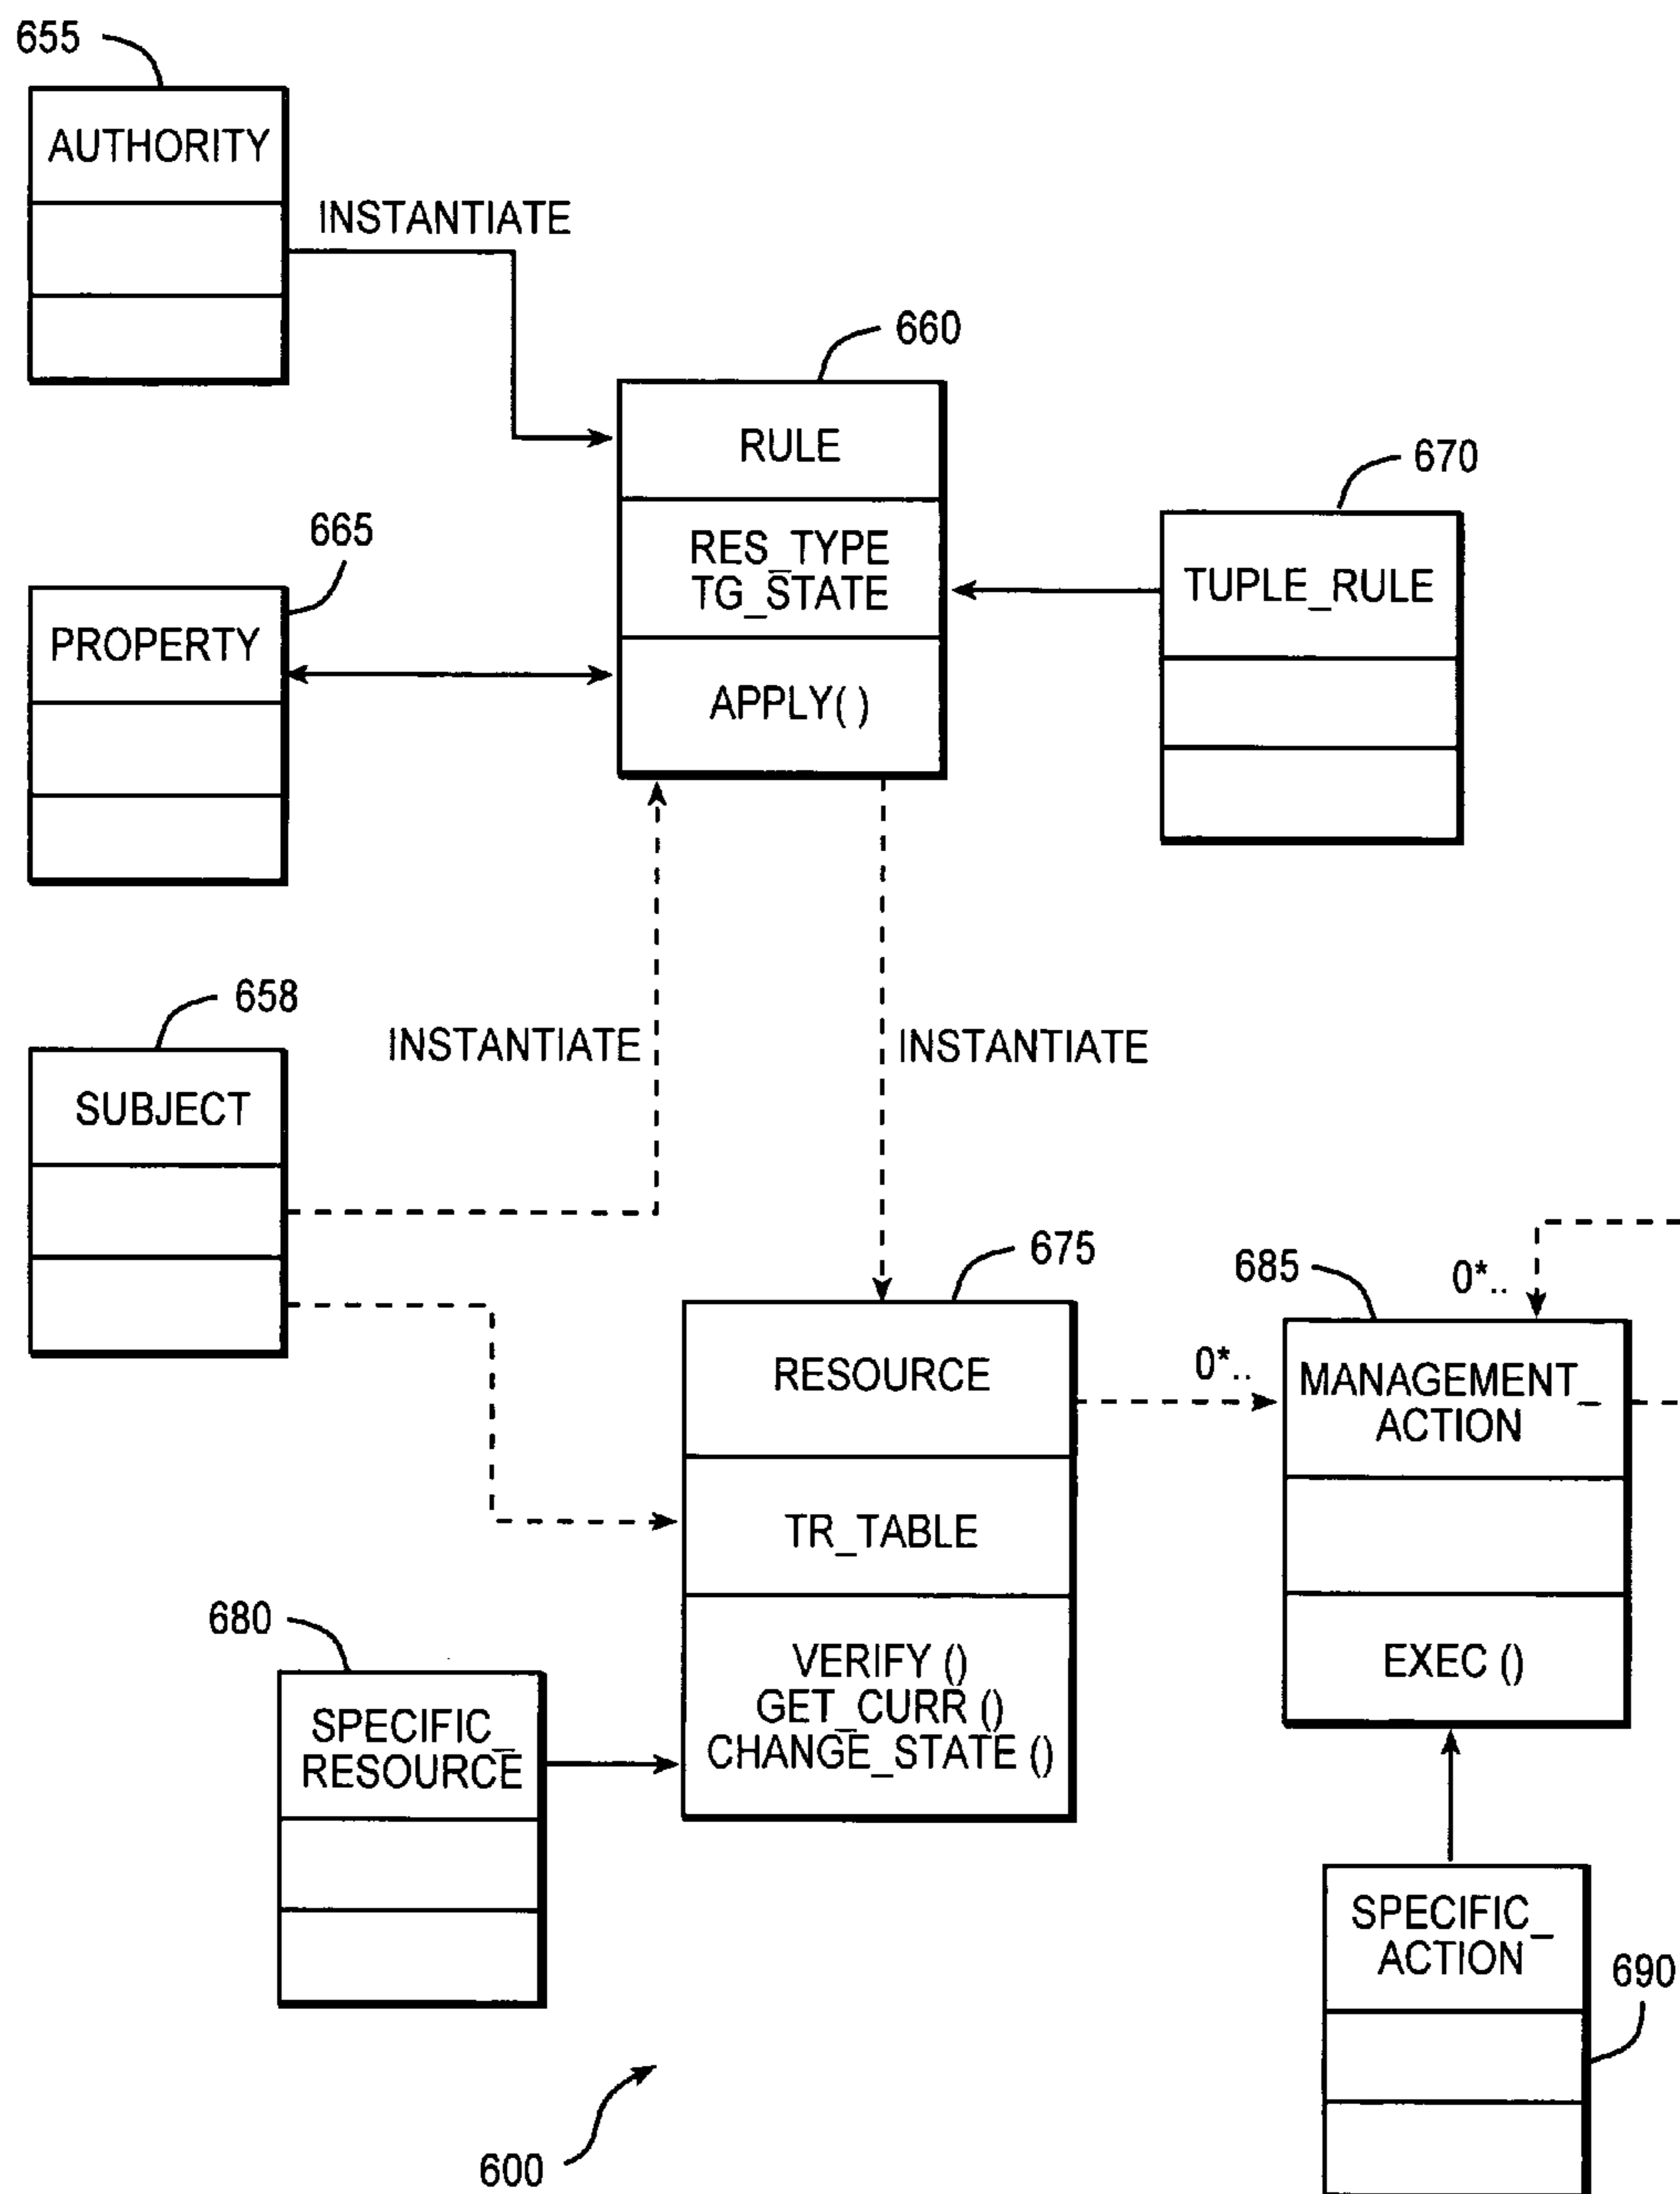 655
AUTHORITY
INSTANTIATE
660
RULE
RES_TYPE
TG_STATE
APPLY( )
670
TUPLE_RULE
665
PROPERTY
658
SUBJECT
INSTANTIATE
INSTANTIATE
675
RESOURCE
TR_TABLE
VERIFY ()
GET_CURR ()
CHANGE_STATE ()
0*..
685
0*..
MANAGEMENT_
ACTION
EXEC ()
680
SPECIFIC_
RESOURCE
SPECIFIC_
ACTION
690
600